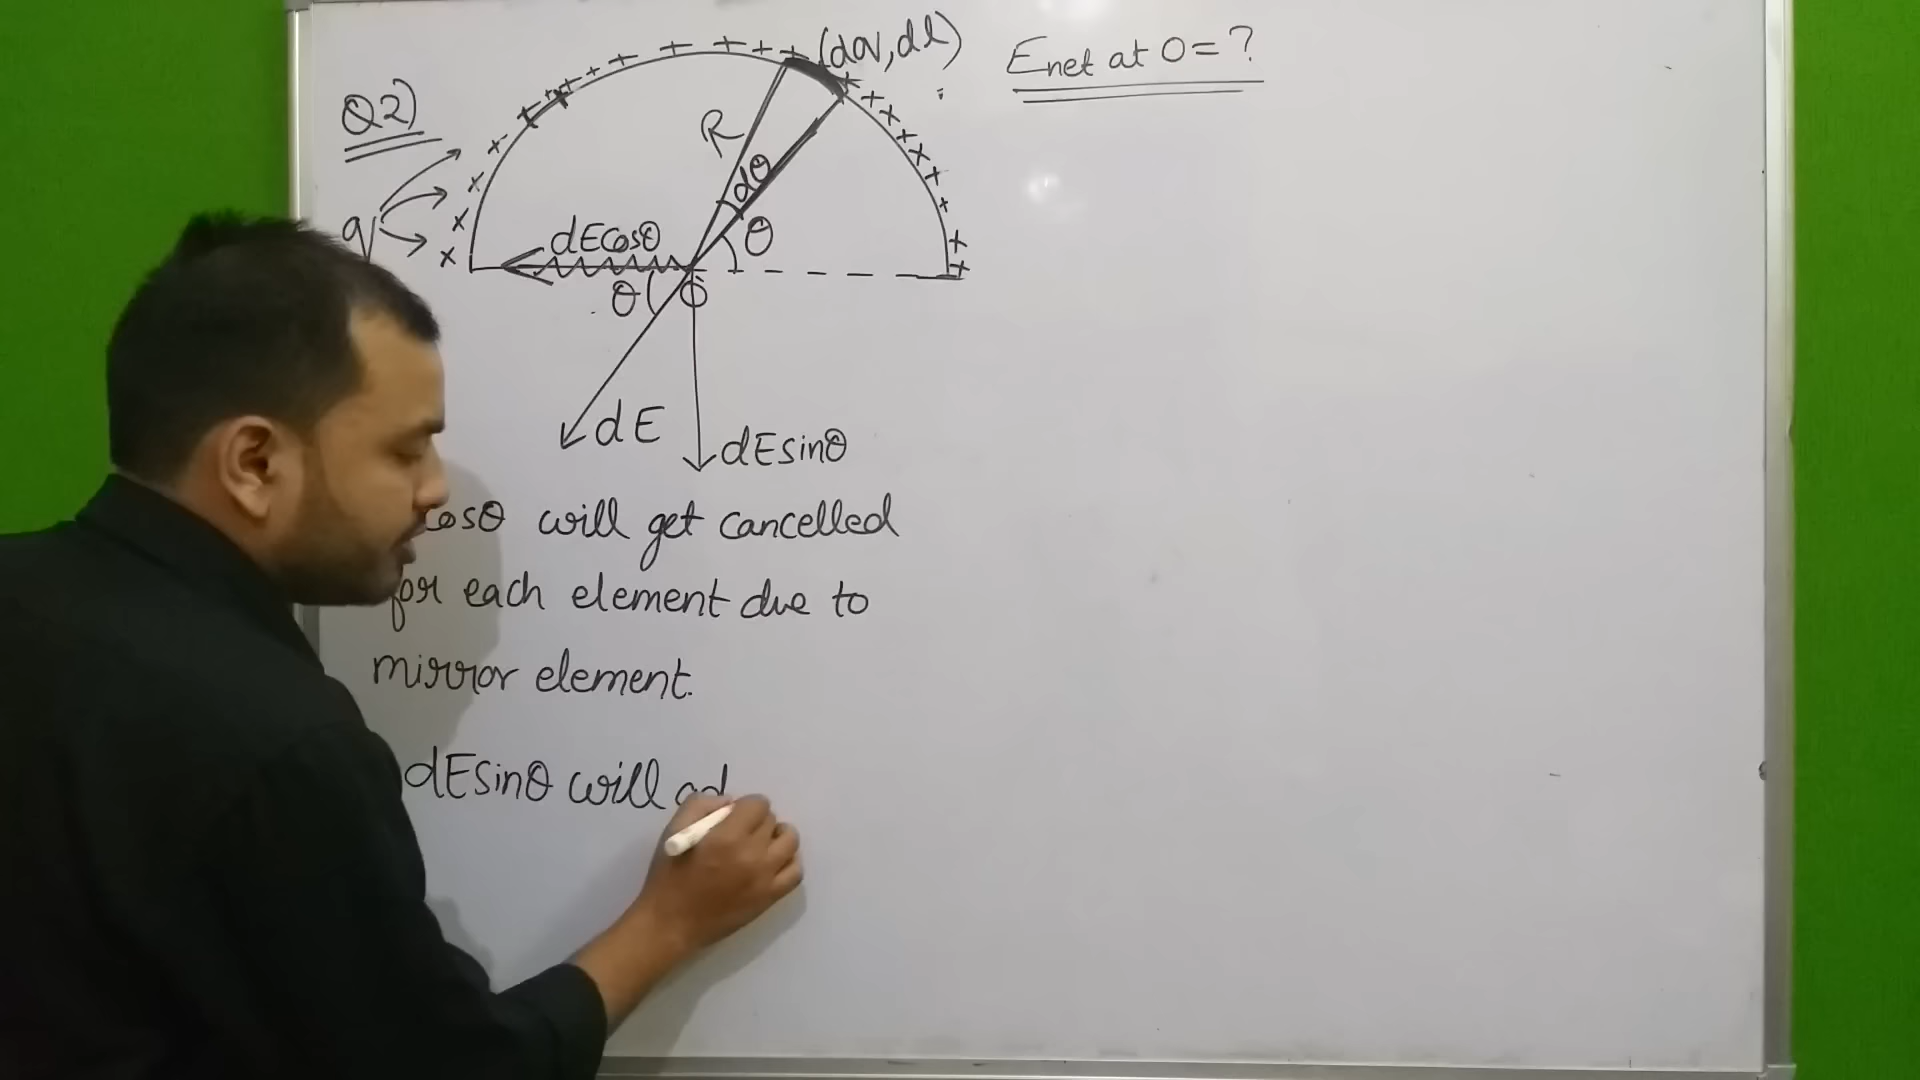 Q2)
(dq, dl)
Enet at O = ?
R
dθ
q
dEcosθ
θ
θ
O
dE
dEsinθ
cosθ will get cancelled
for each element due to
mirror element.
dEsinθ will ad